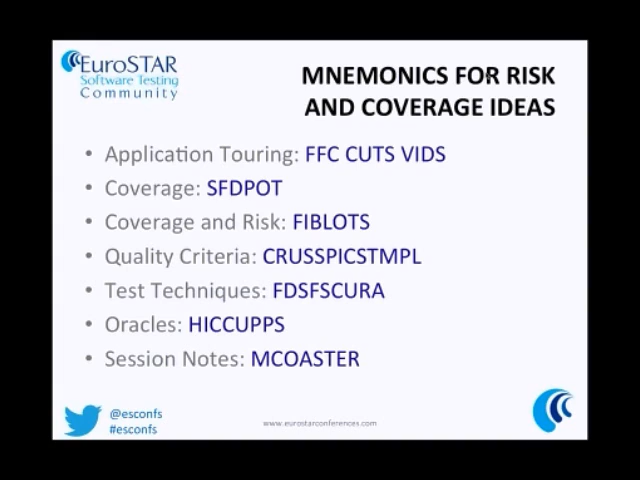 EuroSTAR
Software Testing
Community
MNEMONICS FOR RISK
AND COVERAGE IDEAS
• Application Touring: FFC CUTS VIDS
• Coverage: SFDPOT
• Coverage and Risk: FIBLOTS
• Quality Criteria: CRUSSPICSTMPL
• Test Techniques: FDSFSCURA
• Oracles: HICCUPPS
• Session Notes: MCOASTER
@esconfs
#esconfs
www.eurostarconferences.com